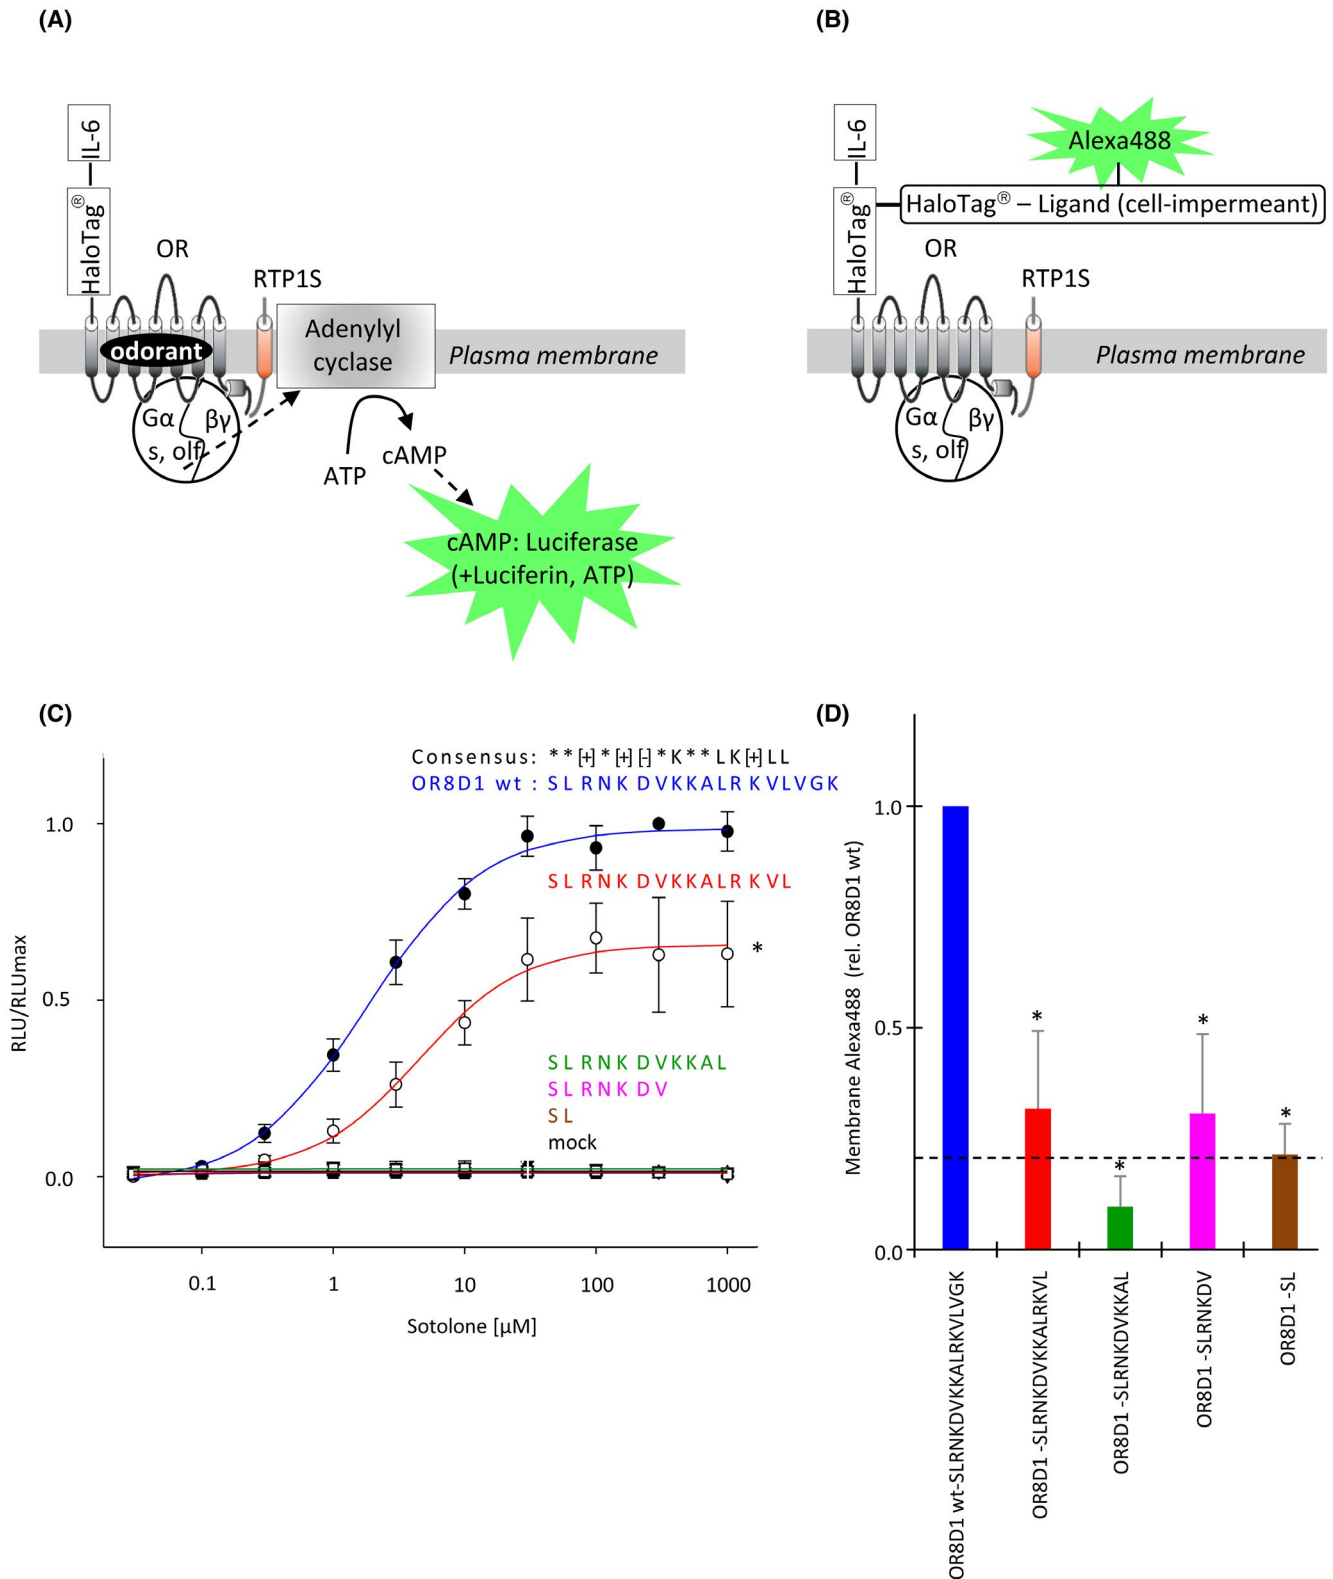 (A)
IL-6
HaloTag®
OR
RTP1S
odorant
Adenylyl
cyclase
Plasma membrane
Gα
βγ
s, olf
ATP
cAMP
cAMP: Luciferase
(+Luciferin, ATP)
(B)
IL-6
HaloTag®
Alexa488
HaloTag® – Ligand (cell-impermeant)
OR
RTP1S
Plasma membrane
Gα
βγ
s, olf
(C)
Consensus: **[+]*[+][-]*K**LK[+]LL
OR8D1 wt : SLRNKDVKKALRKVLVGK
SLRNKDVKKALRKVL
*
SLRNKDVKKAL
SLRNKDV
SL
mock
1.0
0.5
0.0
RLU/RLUmax
0.1
1
10
100
1000
Sotolone [µM]
(D)
Membrane Alexa488 (rel. OR8D1 wt)
1.0
0.5
0.0
*
*
*
*
OR8D1 wt-SLRNKDVKKALRKVLVGK
OR8D1 -SLRNKDVKKALRKVL
OR8D1 -SLRNKDVKKAL
OR8D1 -SLRNKDV
OR8D1 -SL